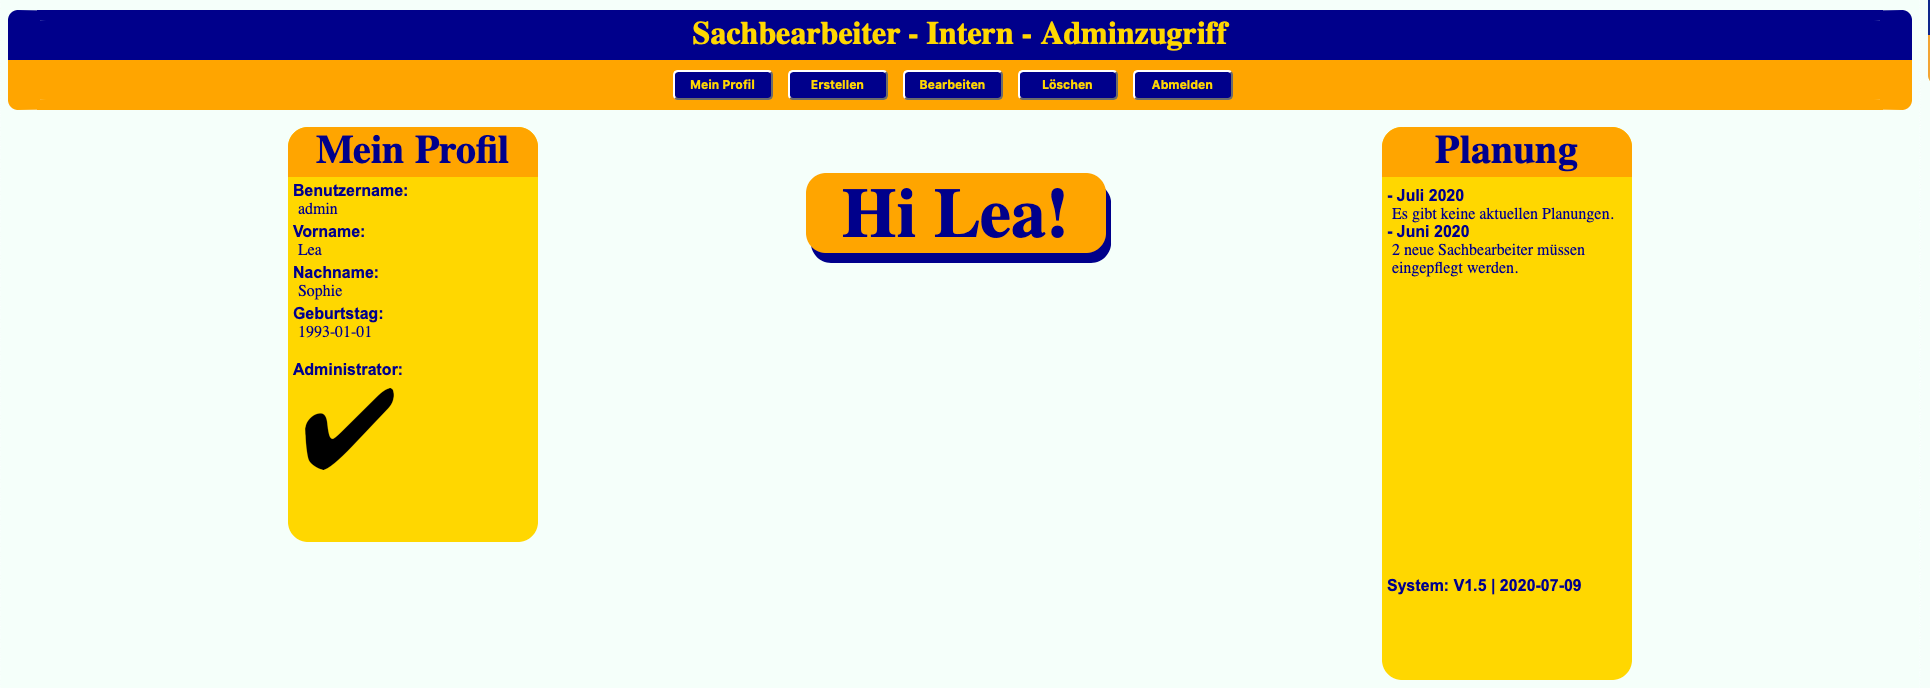 Sachbearbeiter - Intern - Adminzugriff
Mein Profil
Erstellen
Bearbeiten
Löschen
Abmelden
Mein Profil
Benutzername:
admin
Vorname:
Lea
Nachname:
Sophie
Geburtstag:
1993-01-01
Administrator:
Hi Lea!
Planung
- Juli 2020
Es gibt keine aktuellen Planungen.
- Juni 2020
2 neue Sachbearbeiter müssen
eingepflegt werden.
System: V1.5 | 2020-07-09